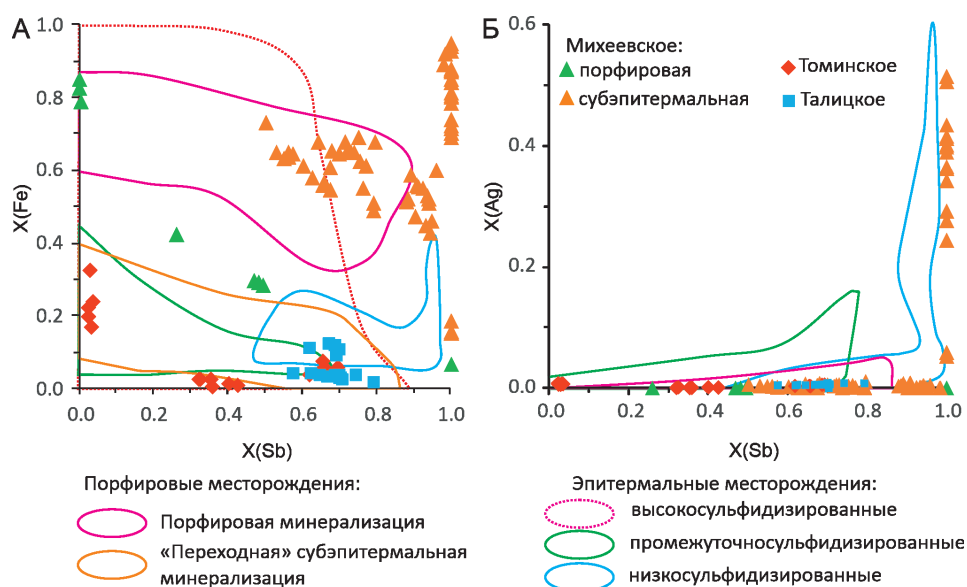 А
1.0
0.8
0.6
0.4
0.2
0.0
X(Fe)
0.0
0.2
0.4
0.6
0.8
1.0
X(Sb)
Б
0.6
0.4
0.2
0.0
X(Ag)
0.0
0.2
0.4
0.6
0.8
1.0
X(Sb)
Михеевское:
порфировая
субэпитермальная
Томинское
Талицкое
Порфировые месторождения:
Порфировая минерализация
«Переходная» субэпитермальная
минерализация
Эпитермальные месторождения:
высокосульфидизированные
промежуточносульфидизированные
низкосульфидизированные